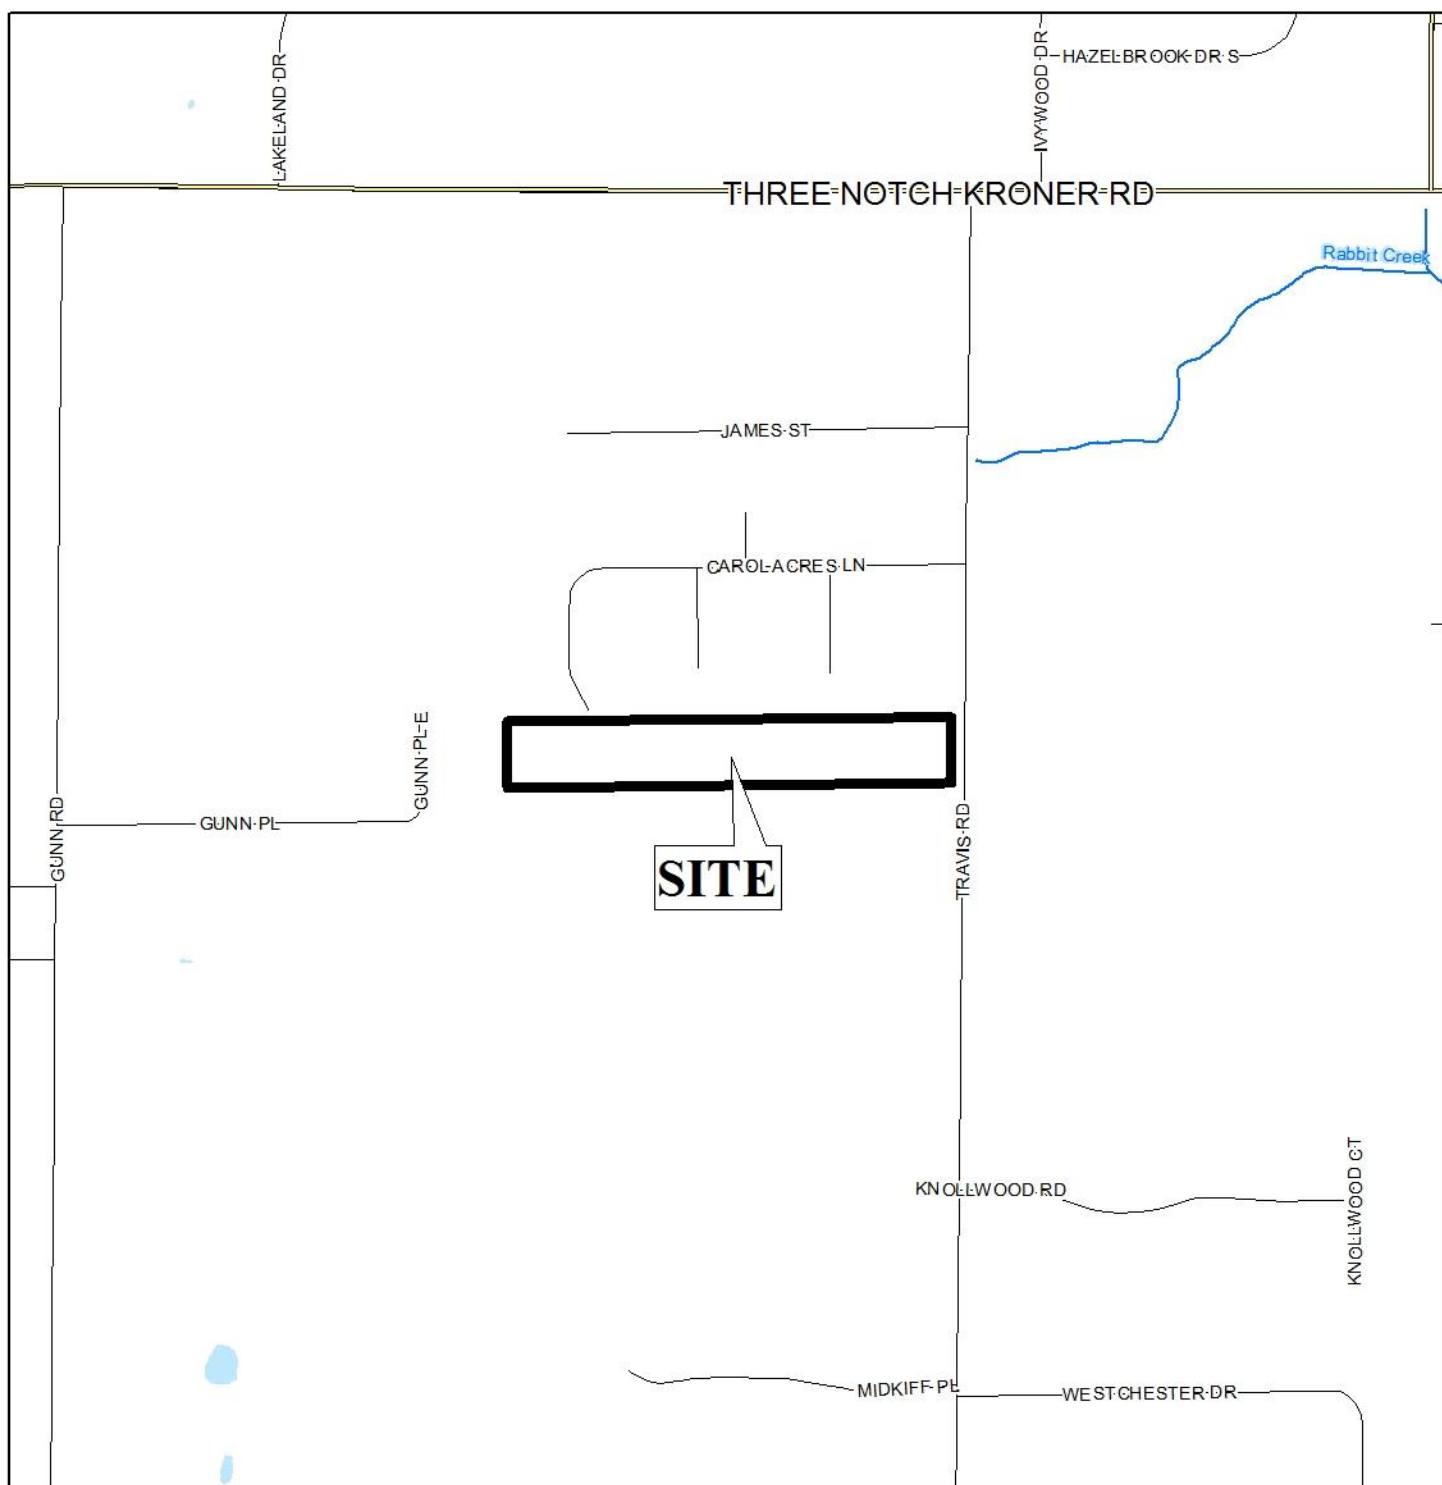 LAKELAND DR
IVYWOOD DR
HAZELBROOK DR S
THREE NOTCH KRONER RD
Rabbit Creek
JAMES ST
CAROL ACRES LN
GUNN PL E
GUNN RD
GUNN PL
TRAVIS RD
SITE
KNOLLWOOD RD
KNOLLWOOD CT
MIDKIFF PL
WESTCHESTER DR